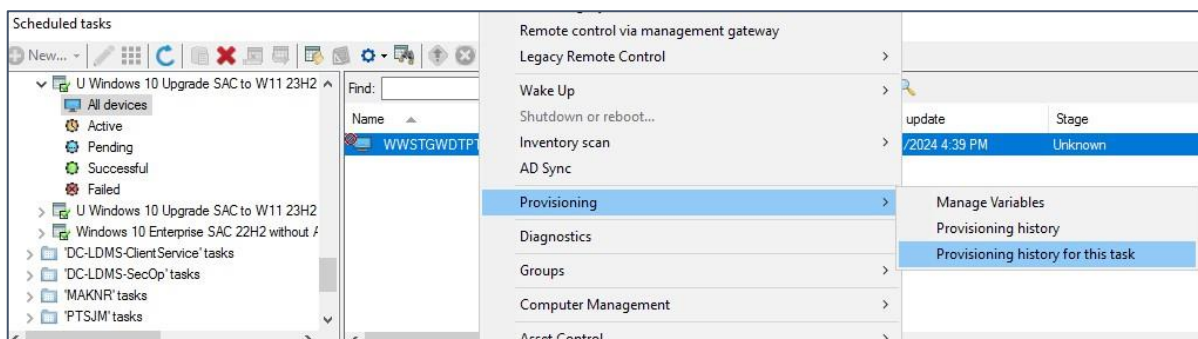 Scheduled tasks
New...
U Windows 10 Upgrade SAC to W11 23H2
All devices
Active
Pending
Successful
Failed
U Windows 10 Upgrade SAC to W11 23H2
Windows 10 Enterprise SAC 22H2 without
'DC-LDMS-ClientService' tasks
'DC-LDMS-SecOp' tasks
'MAKNR' tasks
'PTSJM' tasks
Find:
Name
WWSTGWDTPT
Remote control via management gateway
Legacy Remote Control
Wake Up
Shutdown or reboot...
Inventory scan
AD Sync
Provisioning
Diagnostics
Groups
Computer Management
Asset Control
update
Stage
/2024 4:39 PM
Unknown
Manage Variables
Provisioning history
Provisioning history for this task